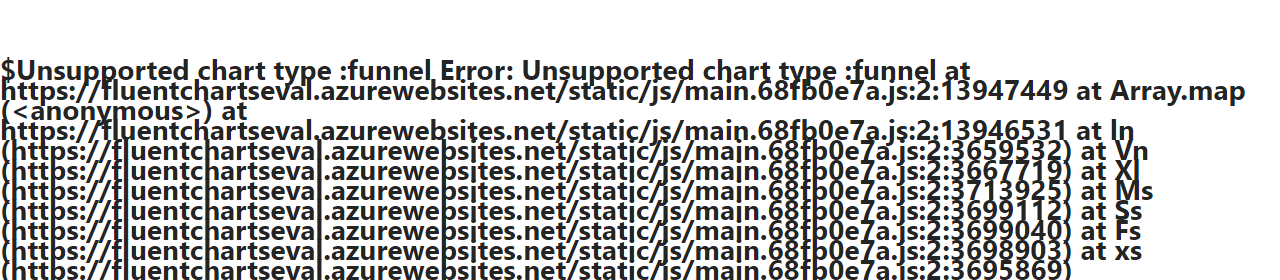 $Unsupported chart type :funnel Error: Unsupported chart type :funnel at
https://fluentchartseval.azurewebsites.net/static/js/main.68fb0e7a.js:2:13947449 at Array.map
(<anonymous>) at
https://fluentchartseval.azurewebsites.net/static/js/main.68fb0e7a.js:2:13946531 at ln
(https://fluentchartseval.azurewebsites.net/static/js/main.68fb0e7a.js:2:3659532) at Vn
(https://fluentchartseval.azurewebsites.net/static/js/main.68fb0e7a.js:2:3667719) at Xl
(https://fluentchartseval.azurewebsites.net/static/js/main.68fb0e7a.js:2:3713925) at Ms
(https://fluentchartseval.azurewebsites.net/static/js/main.68fb0e7a.js:2:3699112) at Ss
(https://fluentchartseval.azurewebsites.net/static/js/main.68fb0e7a.js:2:3699040) at Fs
(https://fluentchartseval.azurewebsites.net/static/js/main.68fb0e7a.js:2:3698903) at xs
(https://fluentchartseval.azurewebsites.net/static/js/main.68fb0e7a.js:2:3695869)